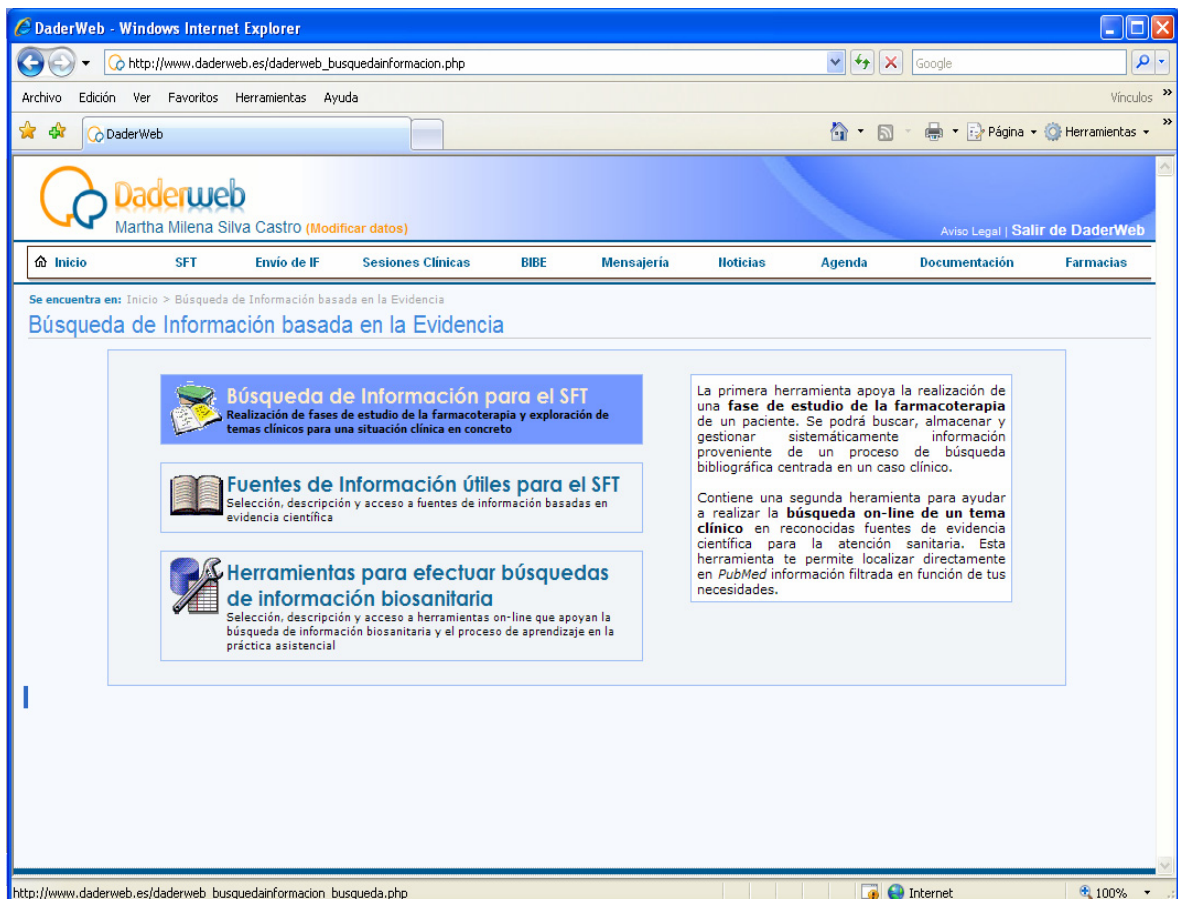 DaderWeb - Windows Internet Explorer
http://www.daderweb.es/daderweb_busquedainformacion.php
Google
Archivo Edición Ver Favoritos Herramientas Ayuda
Vínculos »
DaderWeb
Página Herramientas »
Daderweb
Martha Milena Silva Castro (Modificar datos)
Aviso Legal | Salir de DaderWeb
Inicio SFT Envío de IF Sesiones Clínicas BIBE Mensajería Noticias Agenda Documentación Farmacias
Se encuentra en: Inicio > Búsqueda de Información basada en la Evidencia
Búsqueda de Información basada en la Evidencia
Búsqueda de Información para el SFT
Realización de fases de estudio de la farmacoterapia y exploración de
temas clínicos para una situación clínica en concreto
Fuentes de Información útiles para el SFT
Selección, descripción y acceso a fuentes de información basadas en
evidencia científica
Herramientas para efectuar búsquedas
de información biosanitaria
Selección, descripción y acceso a herramientas on-line que apoyan la
búsqueda de información biosanitaria y el proceso de aprendizaje en la
práctica asistencial
La primera herramienta apoya la realización de
una fase de estudio de la farmacoterapia
de un paciente. Se podrá buscar, almacenar y
gestionar sistemáticamente información
proveniente de un proceso de búsqueda
bibliográfica centrada en un caso clínico.
Contiene una segunda heramienta para ayudar
a realizar la búsqueda on-line de un tema
clínico en reconocidas fuentes de evidencia
científica para la atención sanitaria. Esta
herramienta te permite localizar directamente
en PubMed información filtrada en función de tus
necesidades.
http://www.daderweb.es/daderweb_busquedainformacion_busqueda.php
Internet
100%